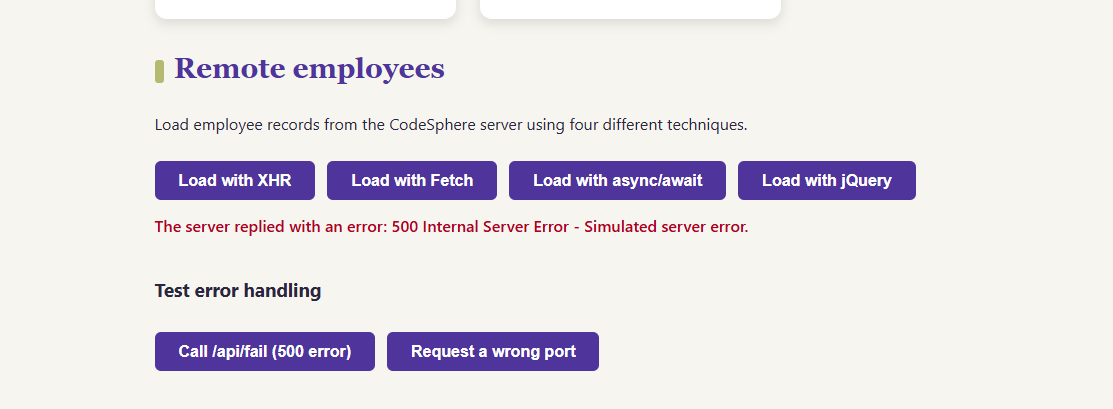 Remote employees
Load employee records from the CodeSphere server using four different techniques.
Load with XHR
Load with Fetch
Load with async/await
Load with jQuery
The server replied with an error: 500 Internal Server Error - Simulated server error.
Test error handling
Call /api/fail (500 error)
Request a wrong port